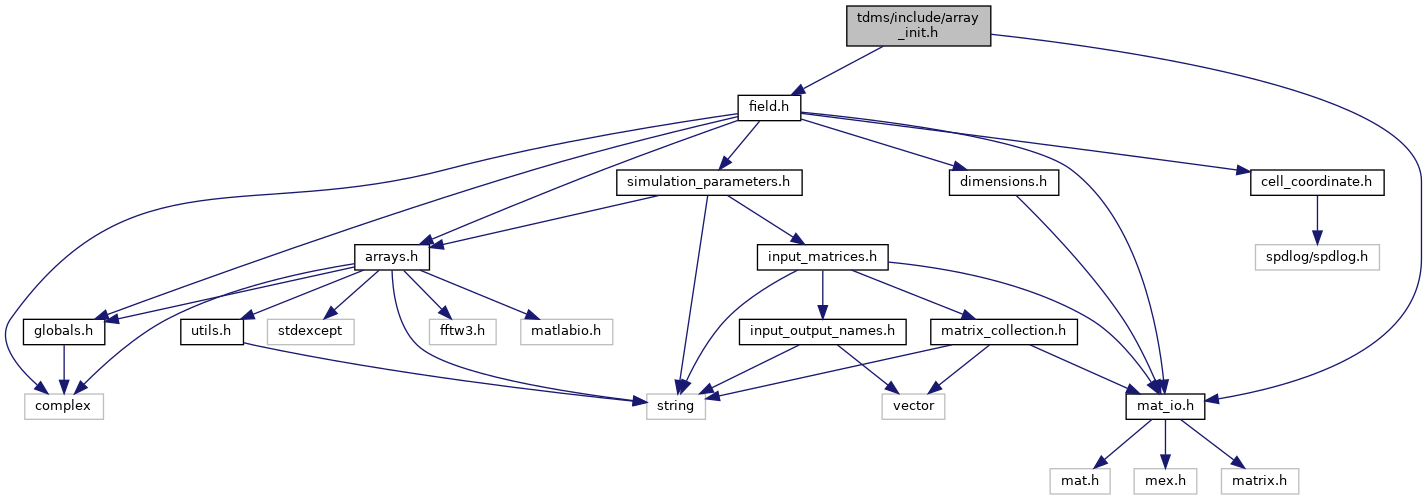 tdms/include/array
_init.h
field.h
simulation_parameters.h
dimensions.h
cell_coordinate.h
arrays.h
input_matrices.h
spdlog/spdlog.h
globals.h
utils.h
stdexcept
fftw3.h
matlabio.h
input_output_names.h
matrix_collection.h
complex
string
vector
mat_io.h
mat.h
mex.h
matrix.h